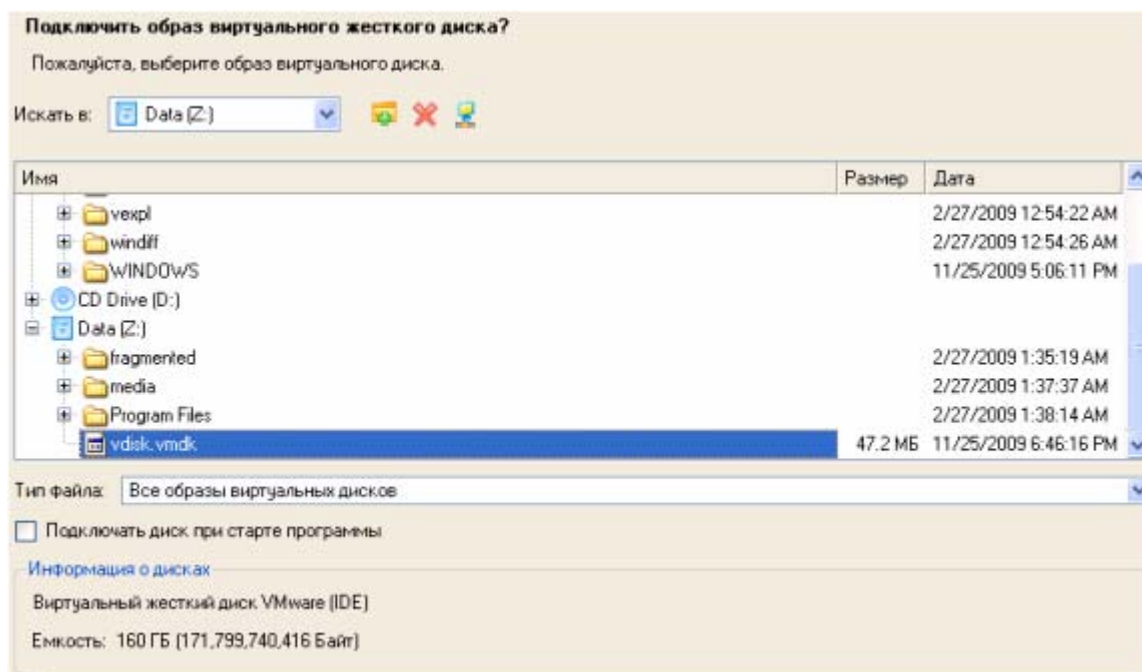 Подключить образ виртуального жесткого диска?
Пожалуйста, выберите образ виртуального диска.
Искать в: Data (Z:)
Имя Размер Дата
vexpl 2/27/2009 12:54:22 AM
windiff 2/27/2009 12:54:26 AM
WINDOWS 11/25/2009 5:06:11 PM
CD Drive (D:)
Data (Z:)
fragmented 2/27/2009 1:35:19 AM
media 2/27/2009 1:37:37 AM
Program Files 2/27/2009 1:38:14 AM
vdisk.vmdk 47.2 МБ 11/25/2009 6:46:16 PM
Тип файла: Все образы виртуальных дисков
Подключать диск при старте программы
Информация о дисках
Виртуальный жесткий диск VMware (IDE)
Емкость: 160 ГБ (171,799,740,416 Байт)